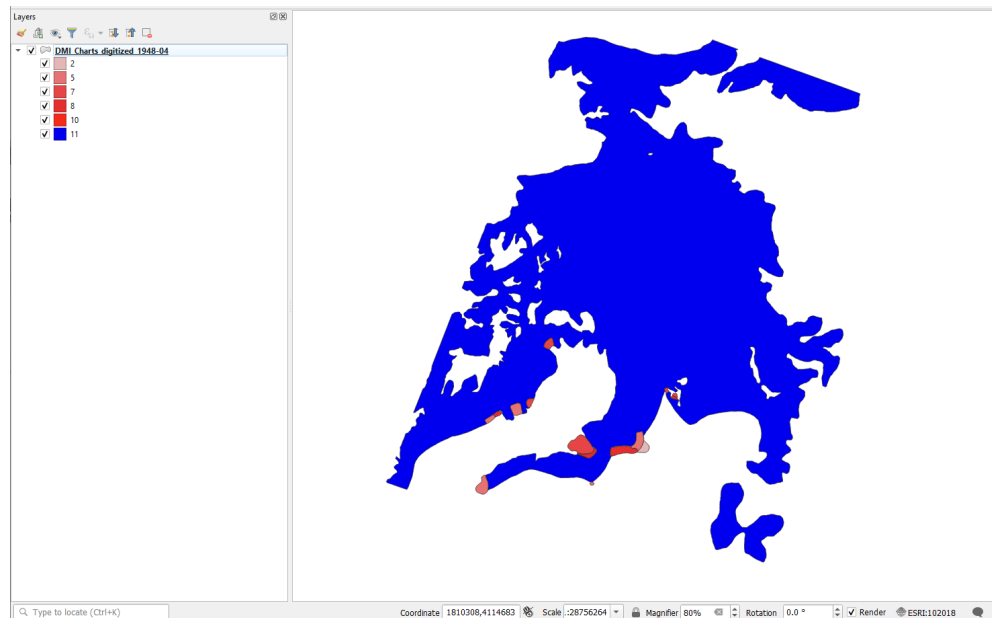 Layers
DMI Charts digitized 1948-04
2
5
7
8
10
11
Type to locate (Ctrl+K)
Coordinate 1810308,4114683 Scale .:28756264 Magnifier 80% Rotation 0.0 ° Render ESRI:102018